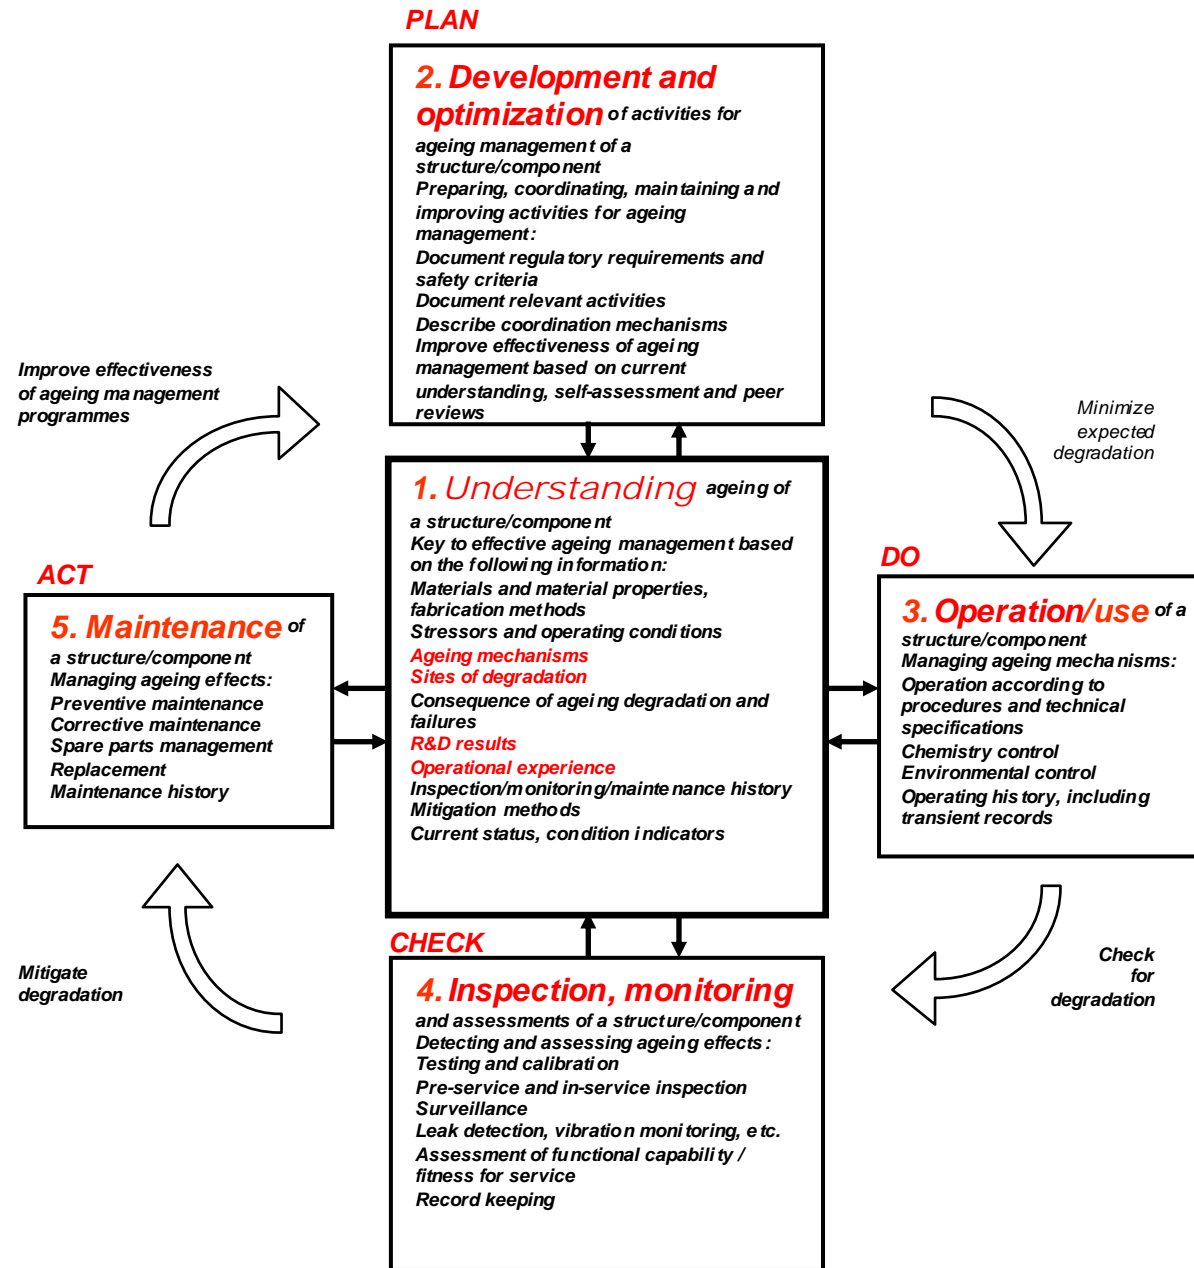 PLAN
2. Development and
optimization of activities for
ageing management of a
structure/component
Preparing, coordinating, maintaining and
improving activities for ageing
management:
Document regulatory requirements and
safety criteria
Document relevant activities
Describe coordination mechanisms
Improve effectiveness of ageing
management based on current
understanding, self-assessment and peer
reviews
Improve effectiveness
of ageing management
programmes
Minimize
expected
degradation
1. Understanding ageing of
a structure/component
Key to effective ageing management based
on the following information:
Materials and material properties,
fabrication methods
Stressors and operating conditions
Ageing mechanisms
Sites of degradation
Consequence of ageing degradation and
failures
R&D results
Operational experience
Inspection/monitoring/maintenance history
Mitigation methods
Current status, condition indicators
ACT
5. Maintenance of
a structure/component
Managing ageing effects:
Preventive maintenance
Corrective maintenance
Spare parts management
Replacement
Maintenance history
DO
3. Operation/use of a
structure/component
Managing ageing mechanisms:
Operation according to
procedures and technical
specifications
Chemistry control
Environmental control
Operating history, including
transient records
CHECK
4. Inspection, monitoring
and assessments of a structure/component
Detecting and assessing ageing effects:
Testing and calibration
Pre-service and in-service inspection
Surveillance
Leak detection, vibration monitoring, etc.
Assessment of functional capability /
fitness for service
Record keeping
Mitigate
degradation
Check
for
degradation